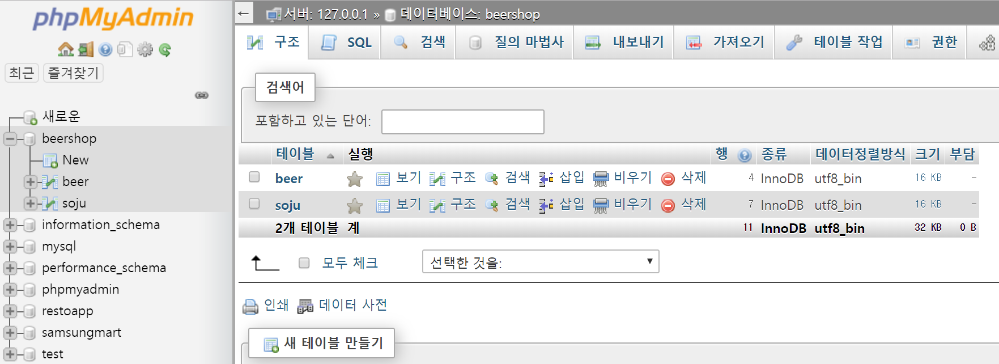 phpMyAdmin
최근 즐겨찾기
새로운
beershop
New
beer
soju
information_schema
mysql
performance_schema
phpmyadmin
restoapp
samsungmart
test
← 서버: 127.0.0.1 » 데이터베이스: beershop
구조 SQL 검색 질의 마법사 내보내기 가져오기 테이블 작업 권한
검색어
포함하고 있는 단어:
테이블 실행 행 종류 데이터정렬방식 크기 부담
beer 보기 구조 검색 삽입 비우기 삭제 4 InnoDB utf8_bin 16 KB -
soju 보기 구조 검색 삽입 비우기 삭제 7 InnoDB utf8_bin 16 KB -
2개 테이블 계 11 InnoDB utf8_bin 32 KB 0 B
모두 체크 선택한 것을:
인쇄 데이터 사전
새 테이블 만들기